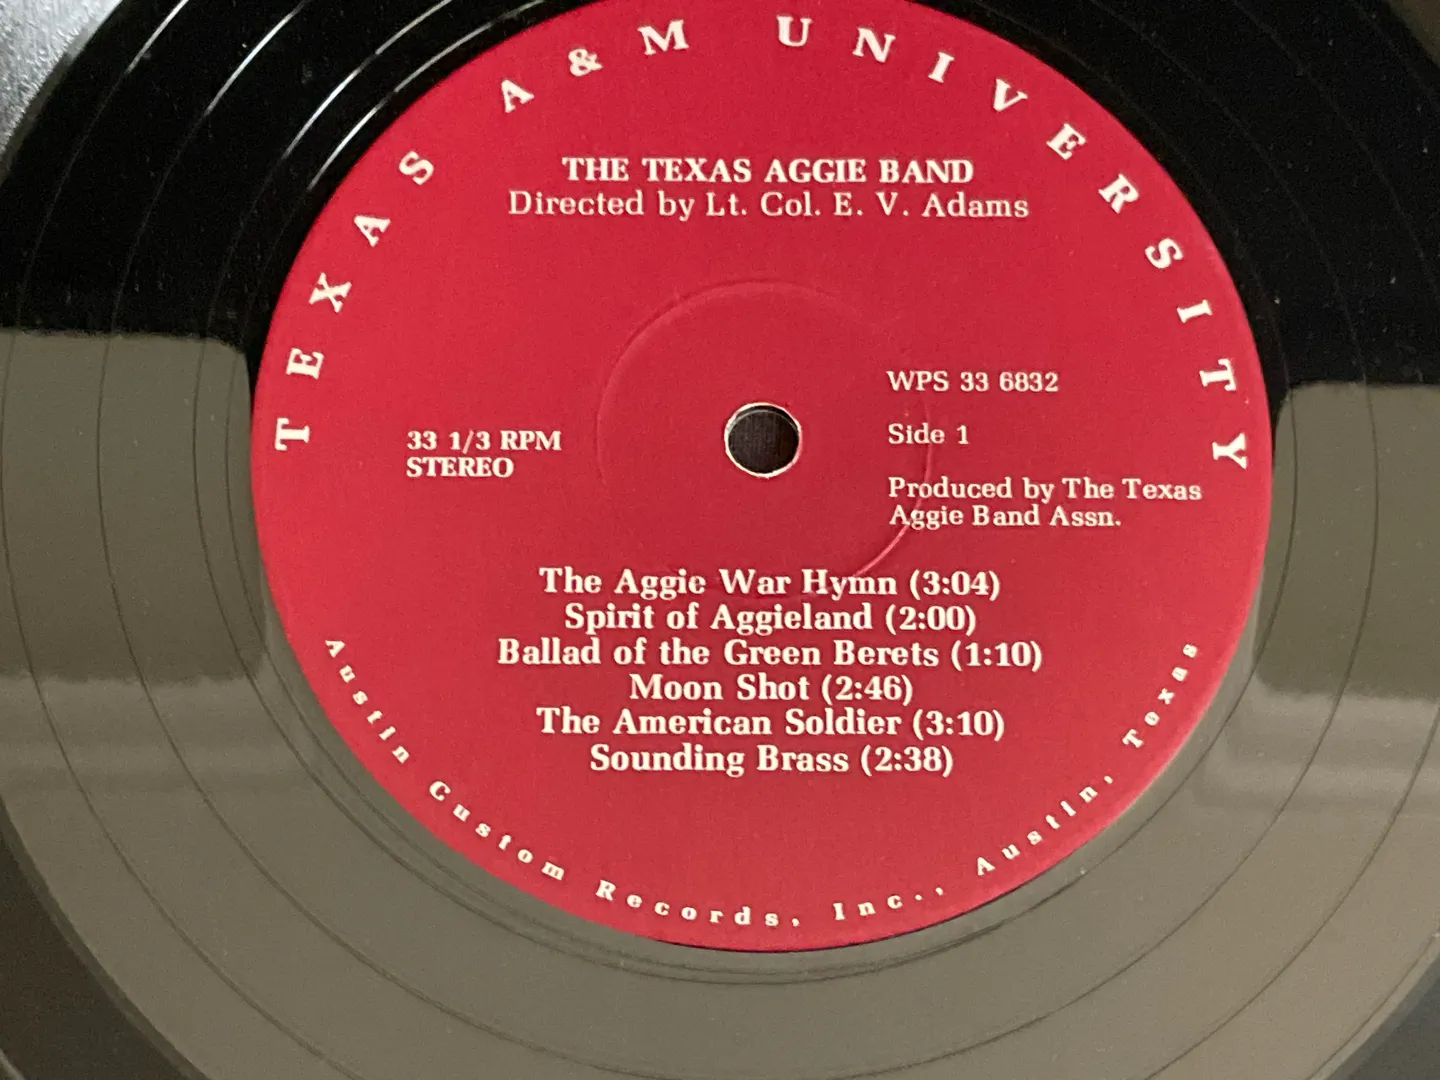 TEXAS A&M UNIVERSITY
THE TEXAS AGGIE BAND
Directed by Lt. Col. E. V. Adams
WPS 33 6832
33 1/3 RPM
STEREO
Side 1
Produced by The Texas
Aggie Band Assn.
The Aggie War Hymn (3:04)
Spirit of Aggieland (2:00)
Ballad of the Green Berets (1:10)
Moon Shot (2:46)
The American Soldier (3:10)
Sounding Brass (2:38)
Austin Custom Records, Inc., Austin, Texas